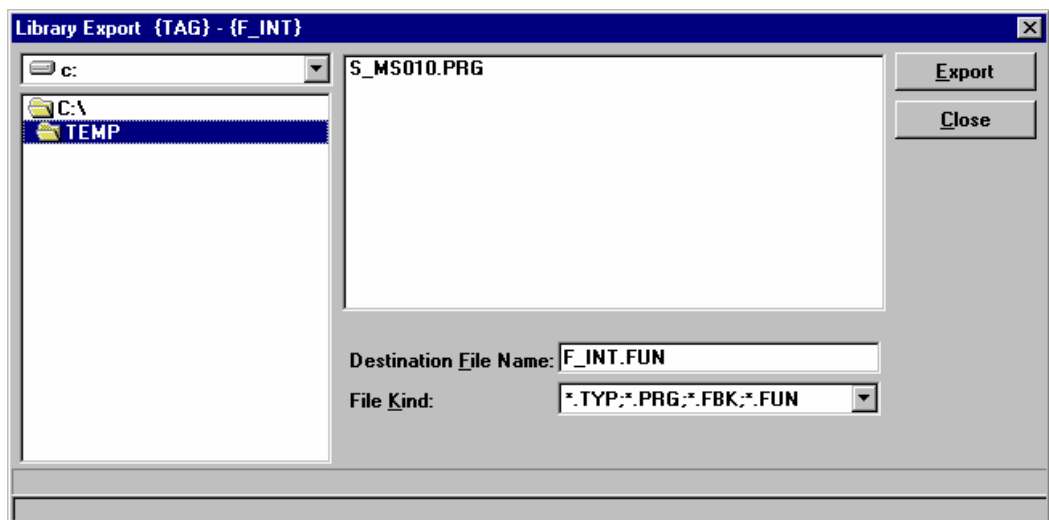 Library Export {TAG} - {F_INT}
c:
S_MS010.PRG
Export
C:\
TEMP
Close
Destination File Name: F_INT.FUN
File Kind: *.TYP;*.PRG;*.FBK;*.FUN